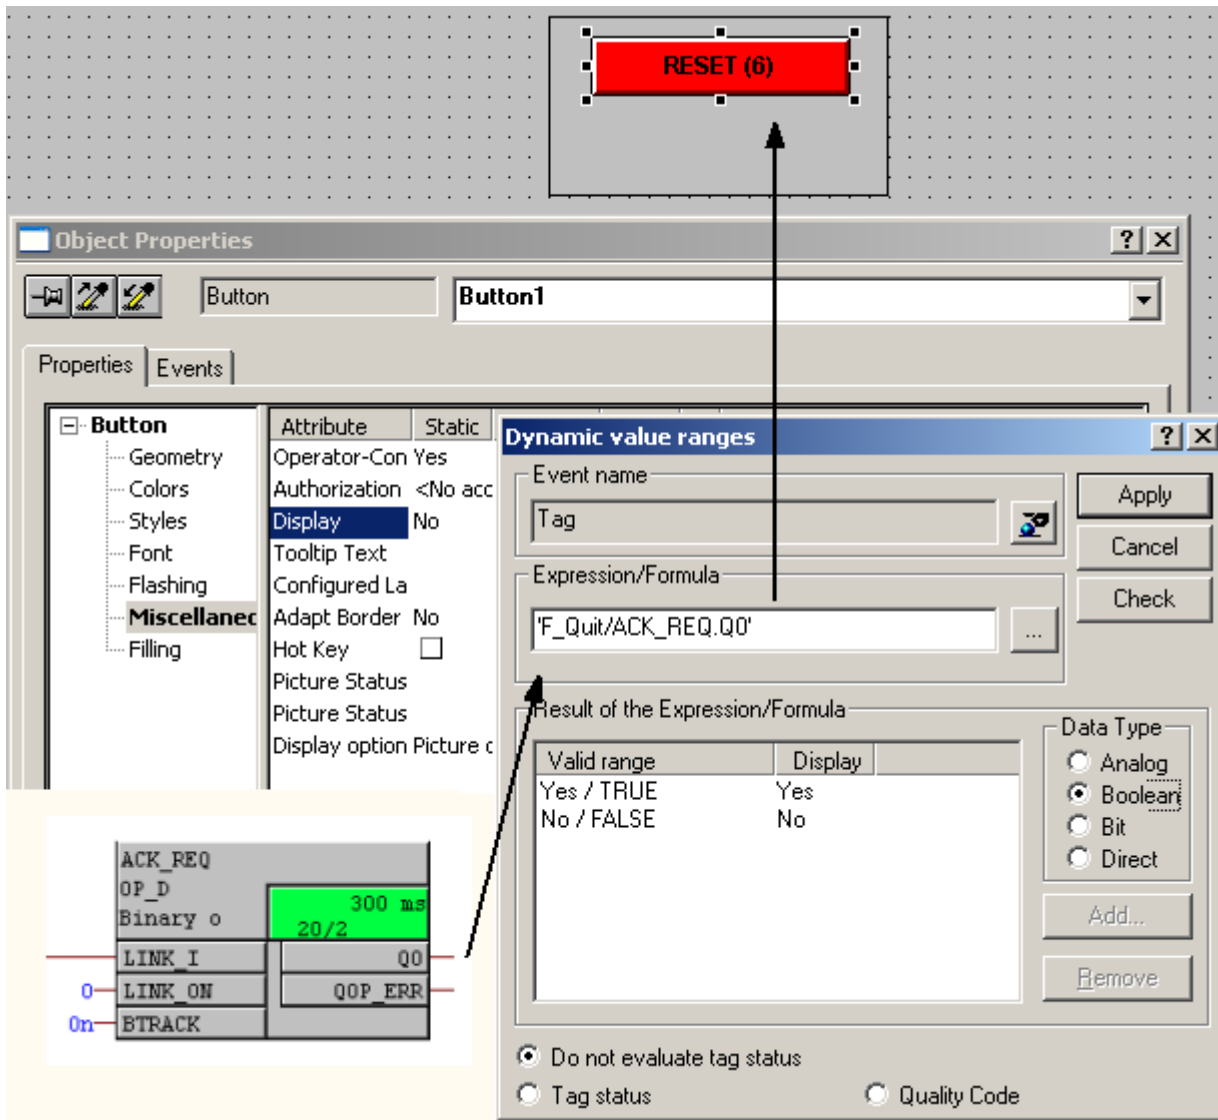 RESET (6)
Object Properties
Button
Button1
Properties
Events
Button
Geometry
Colors
Styles
Font
Flashing
Miscellanec
Filling
Attribute Static
Operator-Con Yes
Authorization <No acc
Display No
Tooltip Text
Configured La
Adapt Border No
Hot Key
Picture Status
Picture Status
Display option Picture c
Dynamic value ranges
Event name
Tag
Apply
Cancel
Check
Expression/Formula
'F_Quit/ACK_REQ.Q0'
...
Result of the Expression/Formula
Valid range Display
Yes / TRUE Yes
No / FALSE No
Data Type
Analog
Boolean
Bit
Direct
Add...
Remove
Do not evaluate tag status
Tag status
Quality Code
ACK_REQ
OP_D
Binary o
300 ms
20/2
LINK_I Q0
0 LINK_ON QOP_ERR
0n BTRACK